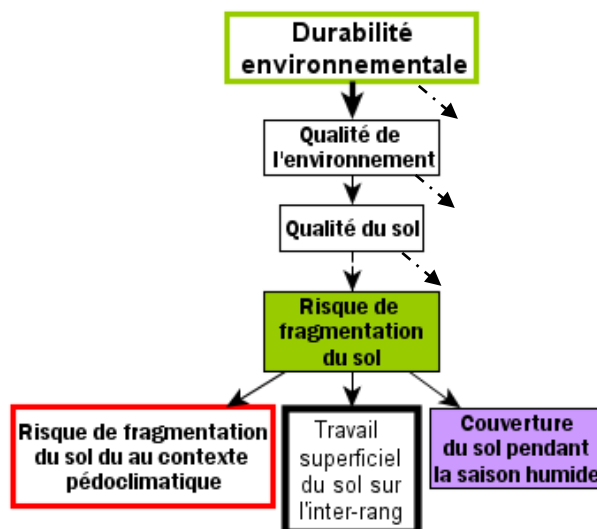 Durabilité
environnementale
Qualité de
l'environnement
Qualité du sol
Risque de
fragmentation
du sol
Risque de fragmentation
du sol du au contexte
pédoclimatique
Travail
superficiel
du sol sur
l'inter-rang
Couverture
du sol pendant
la saison humide